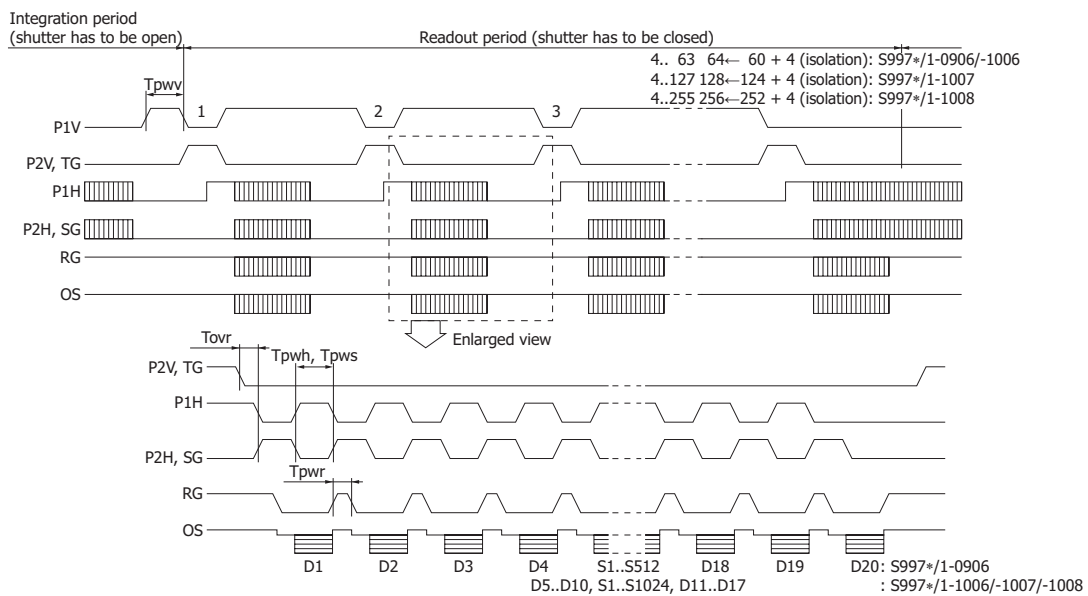 Integration period
(shutter has to be open)
Readout period (shutter has to be closed)
4.. 63 64← 60 + 4 (isolation): S997*/1-0906/-1006
4..127 128←124 + 4 (isolation): S997*/1-1007
4..255 256←252 + 4 (isolation): S997*/1-1008
Tpwv
1
2
3
P1V
P2V, TG
P1H
P2H, SG
RG
OS
Enlarged view
Tovr
Tpwh, Tpws
P2V, TG
P1H
P2H, SG
Tpwr
RG
OS
D1 D2 D3 D4 S1..S512 D18 D19 D20: S997*/1-0906
D5..D10, S1..S1024, D11..D17 : S997*/1-1006/-1007/-1008